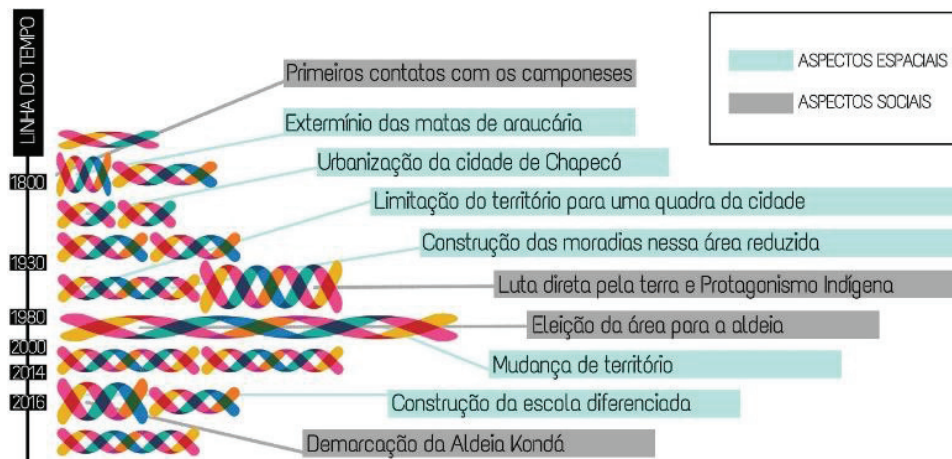 LINHA DO TEMPO
ASPECTOS ESPACIAIS
ASPECTOS SOCIAIS
Primeiros contatos com os camponeses
Extermínio das matas de araucária
Urbanização da cidade de Chapecó
1800
Limitação do território para uma quadra da cidade
Construção das moradias nessa área reduzida
1930
Luta direta pela terra e Protagonismo Indígena
1980
Eleição da área para a aldeia
2000
Mudança de território
2014
2016
Construção da escola diferenciada
Demarcação da Aldeia Kondá